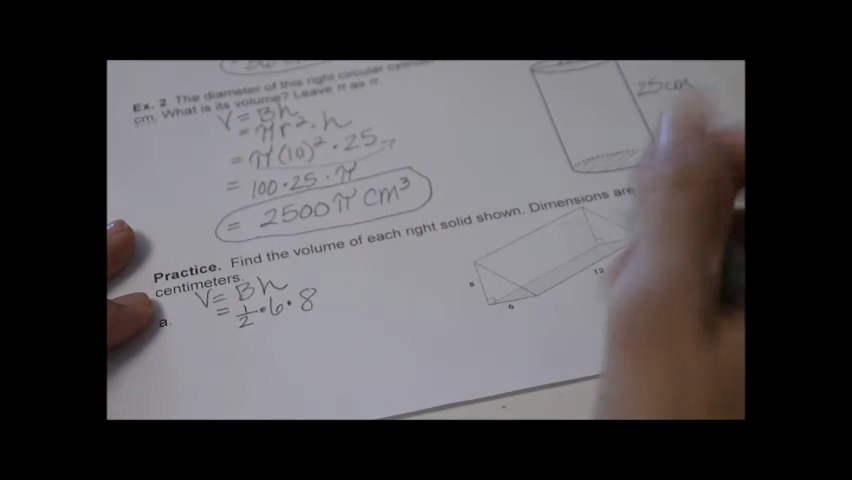 Ex. 2 The diameter of this right circular
cm. What is its volume? Leave π as π.
25cm
V = Bh
= πr²·h
= π(10)²·25
= 100·25·π
= 2500π cm³
Practice. Find the volume of each right solid shown. Dimensions are
centimeters.
V = Bh
a.
= 1/2·6·8
8
6
12